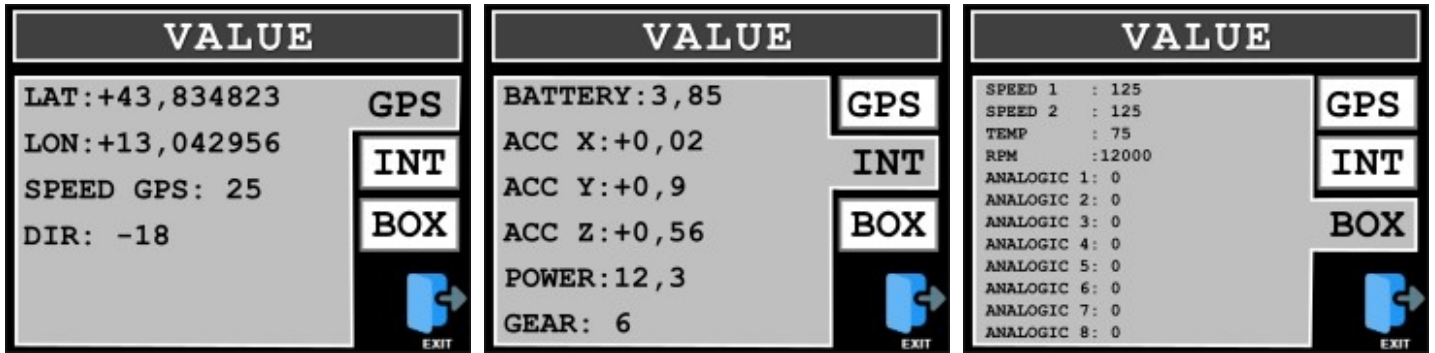 VALUE
LAT:+43,834823
LON:+13,042956
SPEED GPS: 25
DIR: -18
GPS
INT
BOX
EXIT
VALUE
BATTERY:3,85
ACC X:+0,02
ACC Y:+0,9
ACC Z:+0,56
POWER:12,3
GEAR: 6
GPS
INT
BOX
EXIT
VALUE
SPEED 1 : 125
SPEED 2 : 125
TEMP : 75
RPM :12000
ANALOGIC 1: 0
ANALOGIC 2: 0
ANALOGIC 3: 0
ANALOGIC 4: 0
ANALOGIC 5: 0
ANALOGIC 6: 0
ANALOGIC 7: 0
ANALOGIC 8: 0
GPS
INT
BOX
EXIT